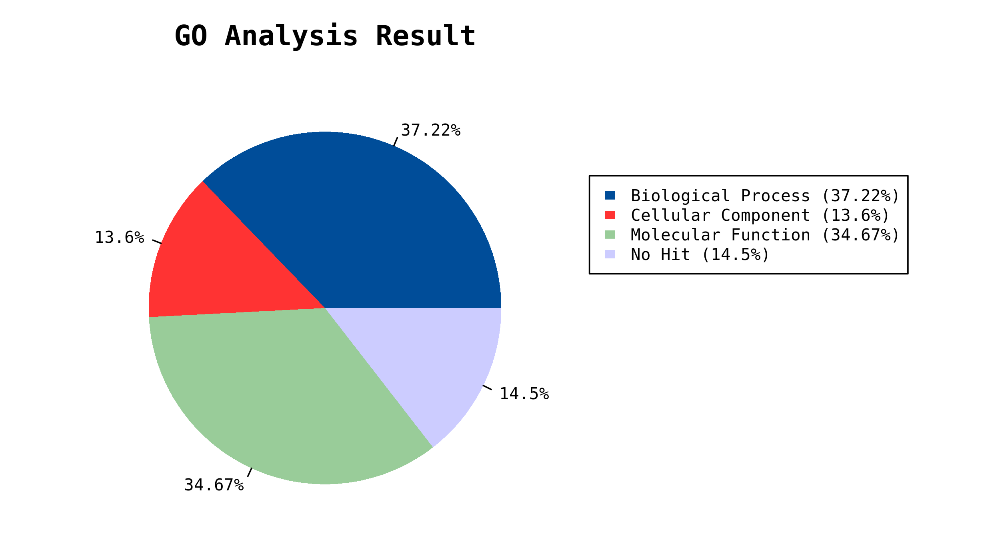 GO Analysis Result
37.22%
13.6%
34.67%
14.5%
Biological Process (37.22%)
Cellular Component (13.6%)
Molecular Function (34.67%)
No Hit (14.5%)